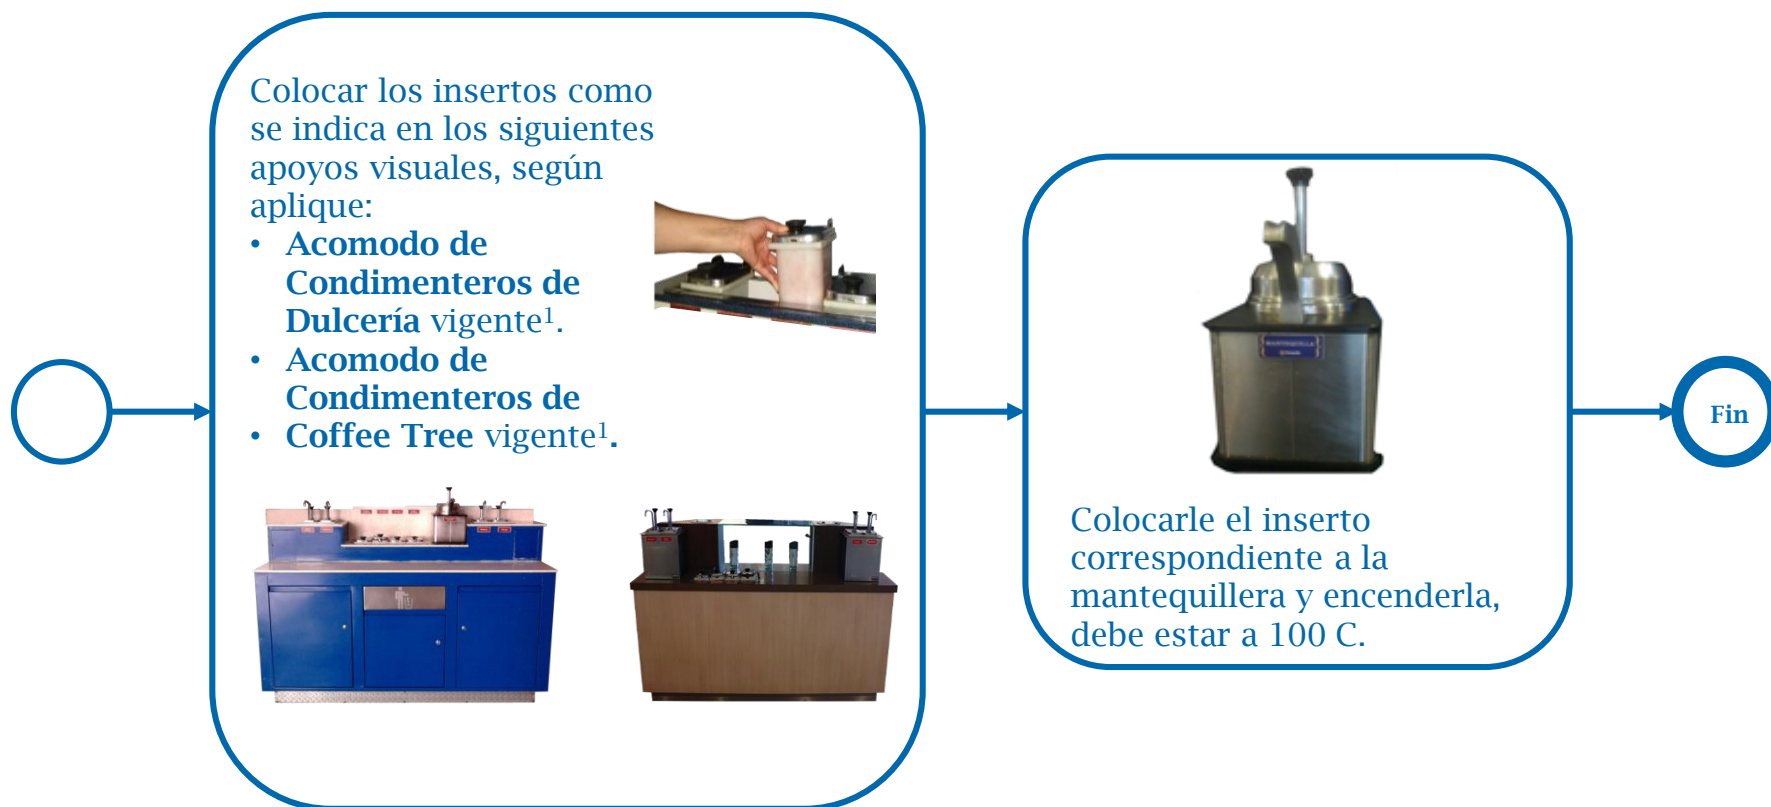 Colocar los insertos como
se indica en los siguientes
apoyos visuales, según
aplique:
• Acomodo de
Condimenteros de
Dulcería vigente¹.
• Acomodo de
Condimenteros de
• Coffee Tree vigente¹.
MANTEQUILLA
Colocarle el inserto
correspondiente a la
mantequillera y encenderla,
debe estar a 100 C.
Fin